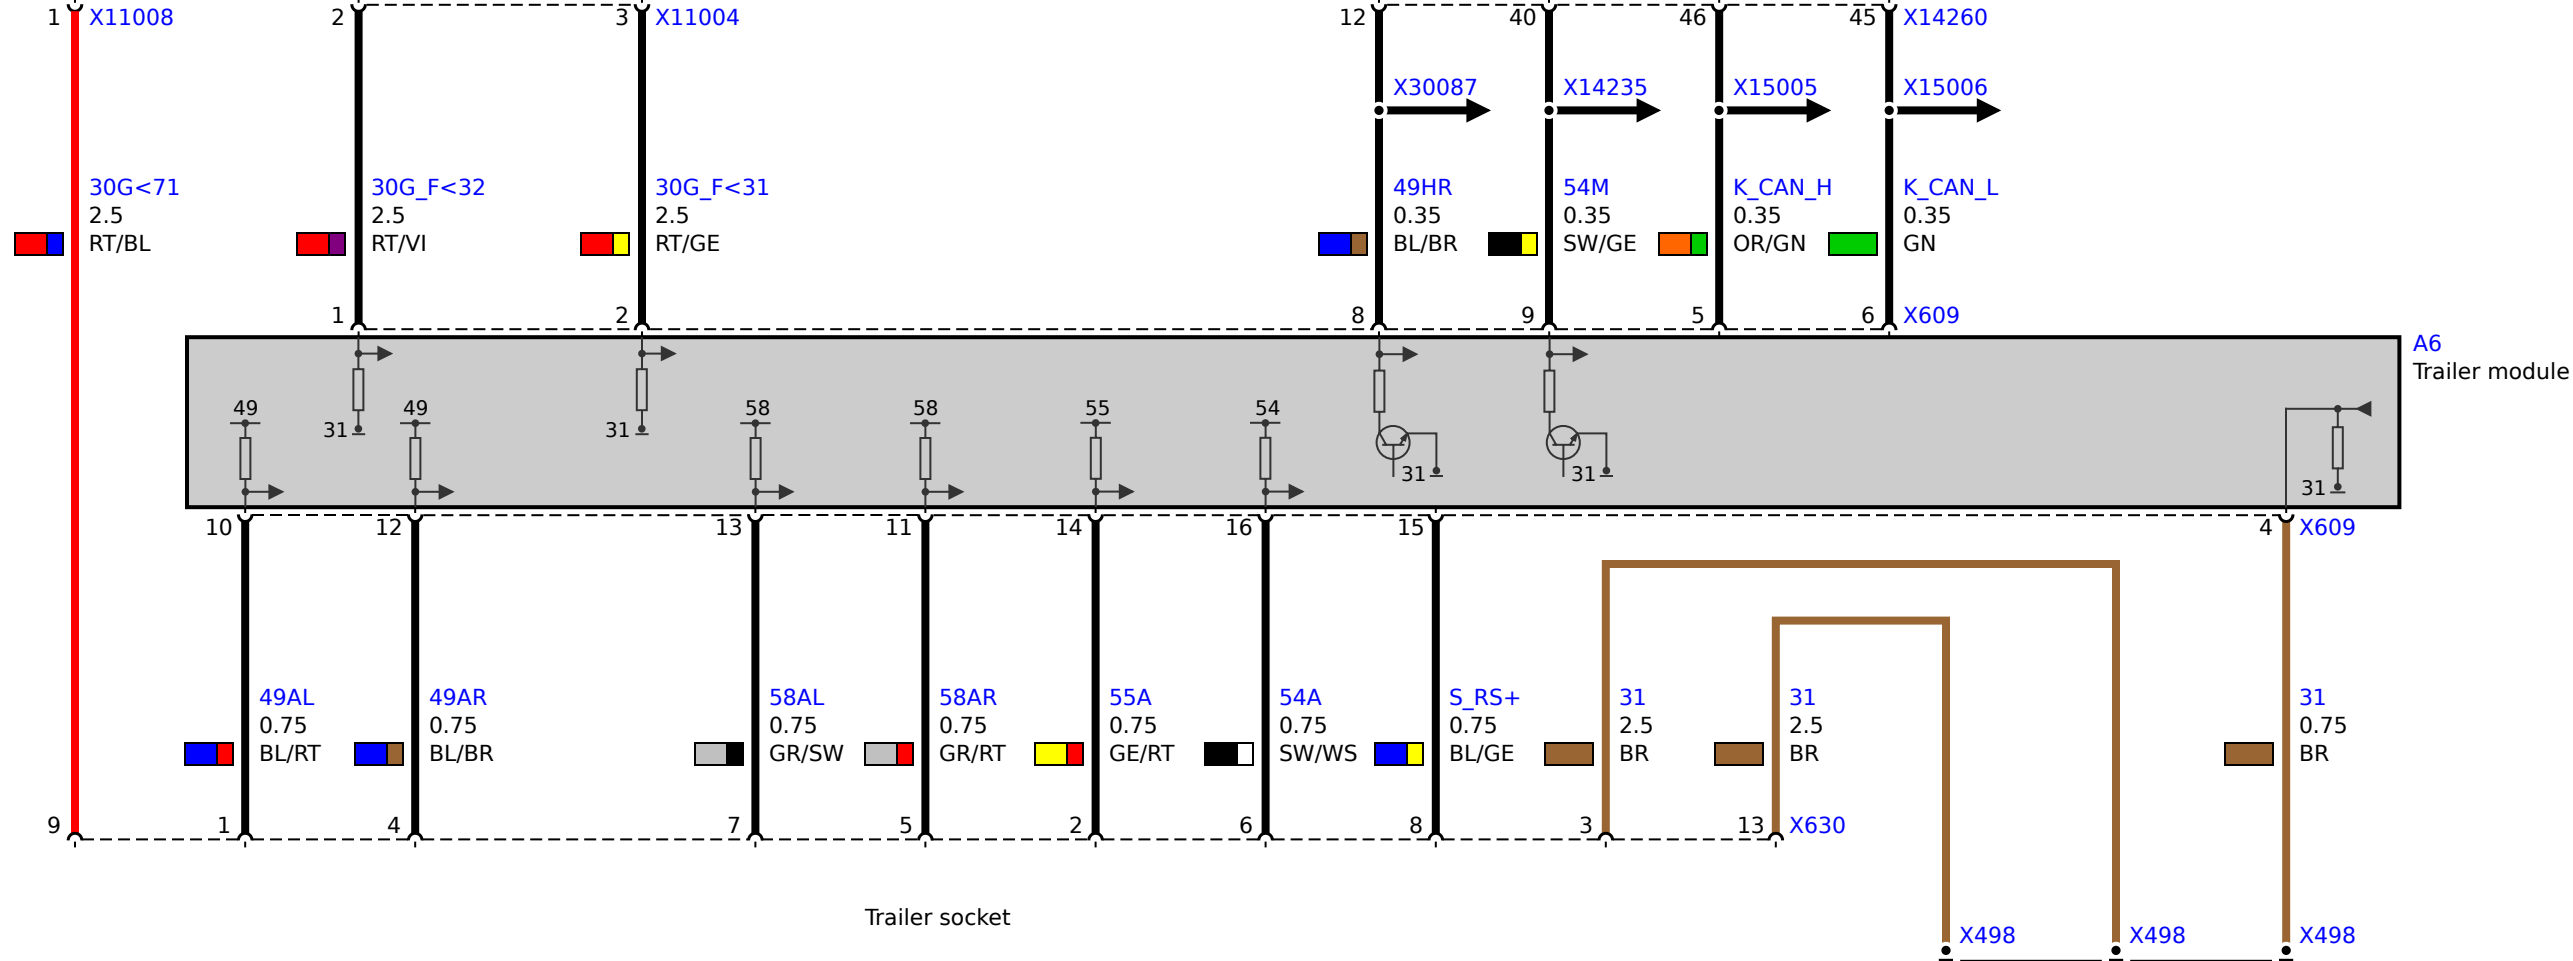 1 X11008 2 3 X11004 12 40 46 45 X14260
X30087 X14235 X15005 X15006
30G<71 30G_F<32 30G_F<31 49HR 54M K_CAN_H K_CAN_L
2.5 2.5 2.5 0.35 0.35 0.35 0.35
RT/BL RT/VI RT/GE BL/BR SW/GE OR/GN GN
1 2 8 9 5 6 X609
A6
Trailer module
49 49 58 58 55 54
31 31
31 31 31
10 12 13 11 14 16 15 4 X609
49AL 49AR 58AL 58AR 55A 54A S_RS+ 31 31 31
0.75 0.75 0.75 0.75 0.75 0.75 0.75 2.5 2.5 0.75
BL/RT BL/BR GR/SW GR/RT GE/RT SW/WS BL/GE BR BR BR
9 1 4 7 5 2 6 8 3 13 X630
Trailer socket
X498 X498 X498